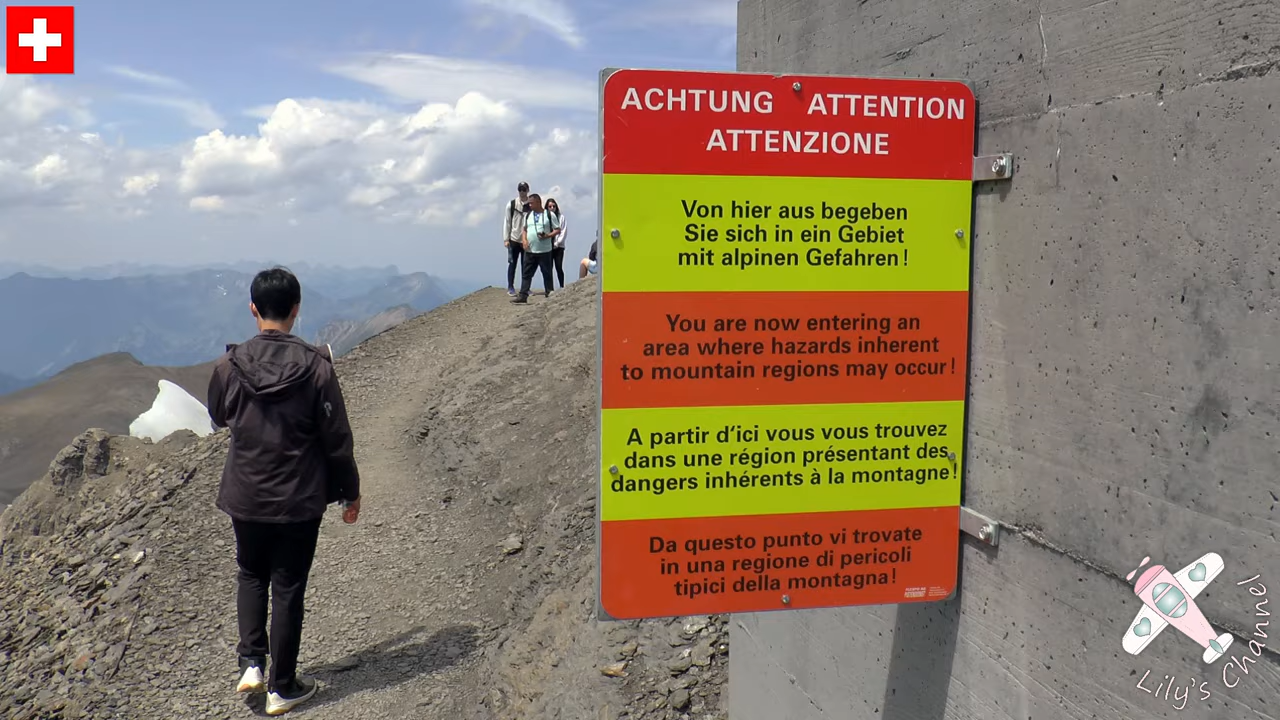 ACHTUNG ATTENTION
ATTENZIONE
Von hier aus begeben
Sie sich in ein Gebiet
mit alpinen Gefahren!
You are now entering an
area where hazards inherent
to mountain regions may occur!
A partir d'ici vous vous trouvez
dans une région présentant des
dangers inhérents à la montagne!
Da questo punto vi trovate
in una regione di pericoli
tipici della montagna!
Lily's Channel